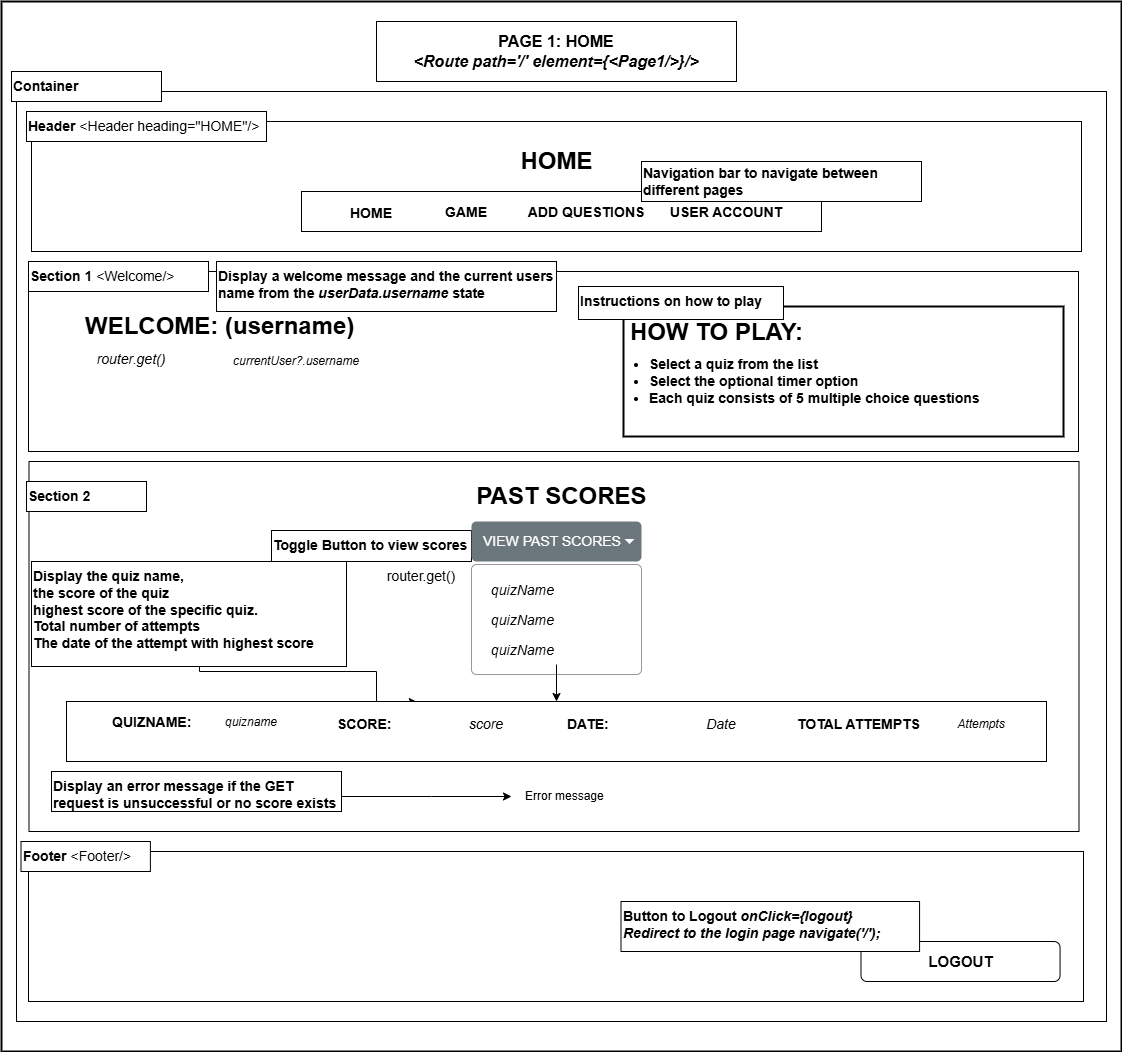 PAGE 1: HOME
<Route path='/' element={<Page1/>}/>
Container
Header <Header heading="HOME"/>
HOME
Navigation bar to navigate between
different pages
HOME GAME ADD QUESTIONS USER ACCOUNT
Section 1 <Welcome/>
Display a welcome message and the current users
name from the userData.username state
Instructions on how to play
WELCOME: (username)
router.get() currentUser?.username
HOW TO PLAY:
• Select a quiz from the list
• Select the optional timer option
• Each quiz consists of 5 multiple choice questions
Section 2
PAST SCORES
Toggle Button to view scores
VIEW PAST SCORES
router.get()
Display the quiz name,
the score of the quiz
highest score of the specific quiz.
Total number of attempts
The date of the attempt with highest score
quizName
quizName
quizName
QUIZNAME: quizname SCORE: score DATE: Date TOTAL ATTEMPTS Attempts
Display an error message if the GET
request is unsuccessful or no score exists
Error message
Footer <Footer/>
Button to Logout onClick={logout}
Redirect to the login page navigate('/');
LOGOUT